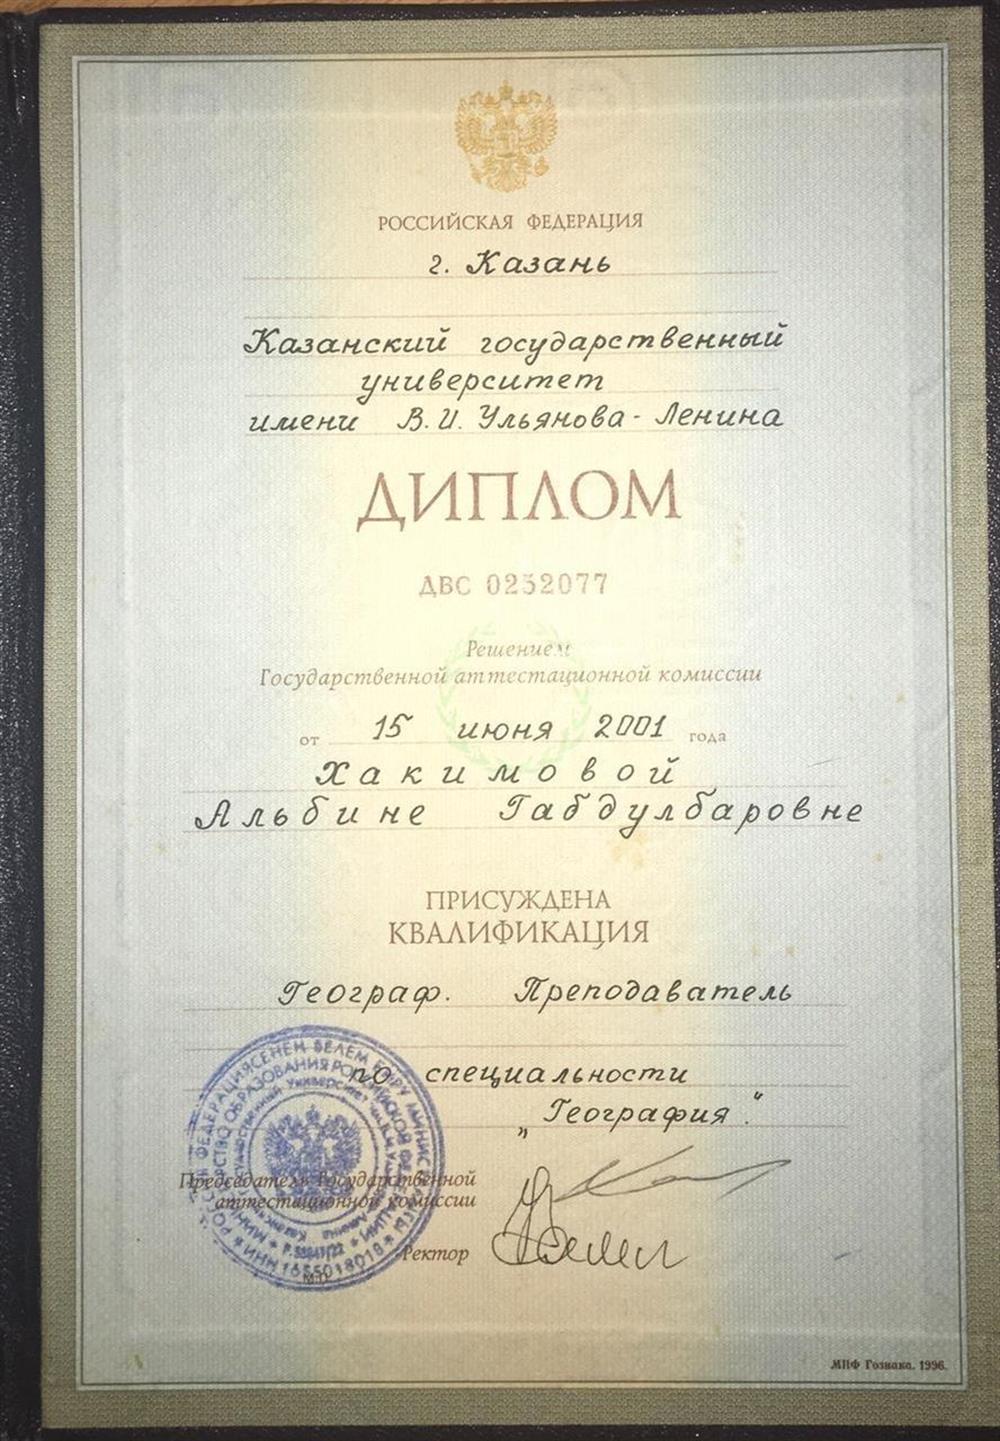 РОССИЙСКАЯ ФЕДЕРАЦИЯ
г. Казань
Казанский государственный
университет
имени В.И. Ульянова-Ленина
ДИПЛОМ
ДВС 0252077
Решением
Государственной аттестационной комиссии
от 15 июня 2001 года
Хакимовой
Альбине Габдулбаровне
ПРИСУЖДЕНА
КВАЛИФИКАЦИЯ
Географ. Преподаватель
по специальности
„География".
Председатель Государственной
аттестационной комиссии
Ректор
М.П.
ИНН 1655018018
МПФ Гознака. 1996.